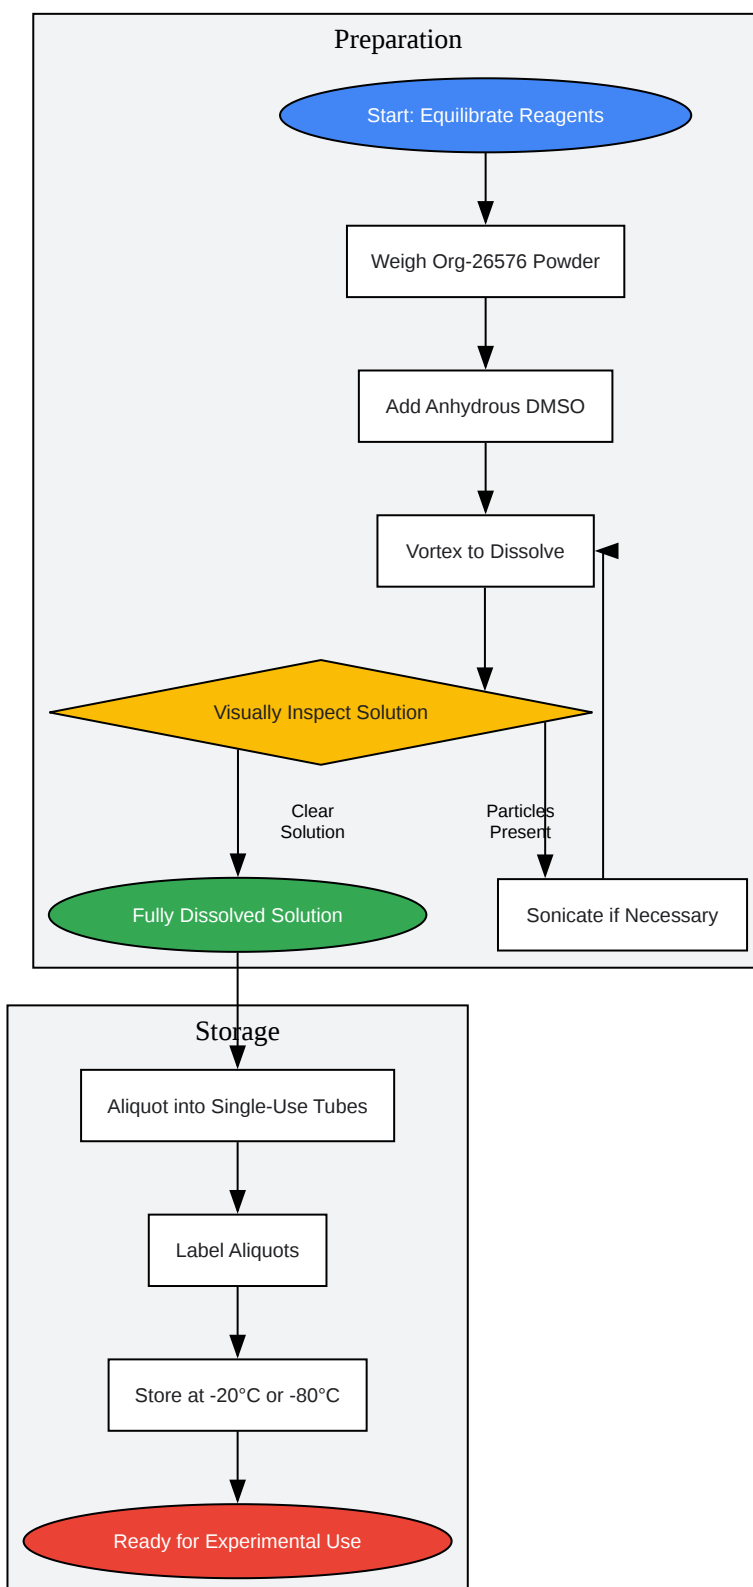 Preparation
Start: Equilibrate Reagents
Weigh Org-26576 Powder
Add Anhydrous DMSO
Vortex to Dissolve
Visually Inspect Solution
Clear
Solution
Particles
Present
Fully Dissolved Solution
Sonicate if Necessary
Storage
Aliquot into Single-Use Tubes
Label Aliquots
Store at -20°C or -80°C
Ready for Experimental Use